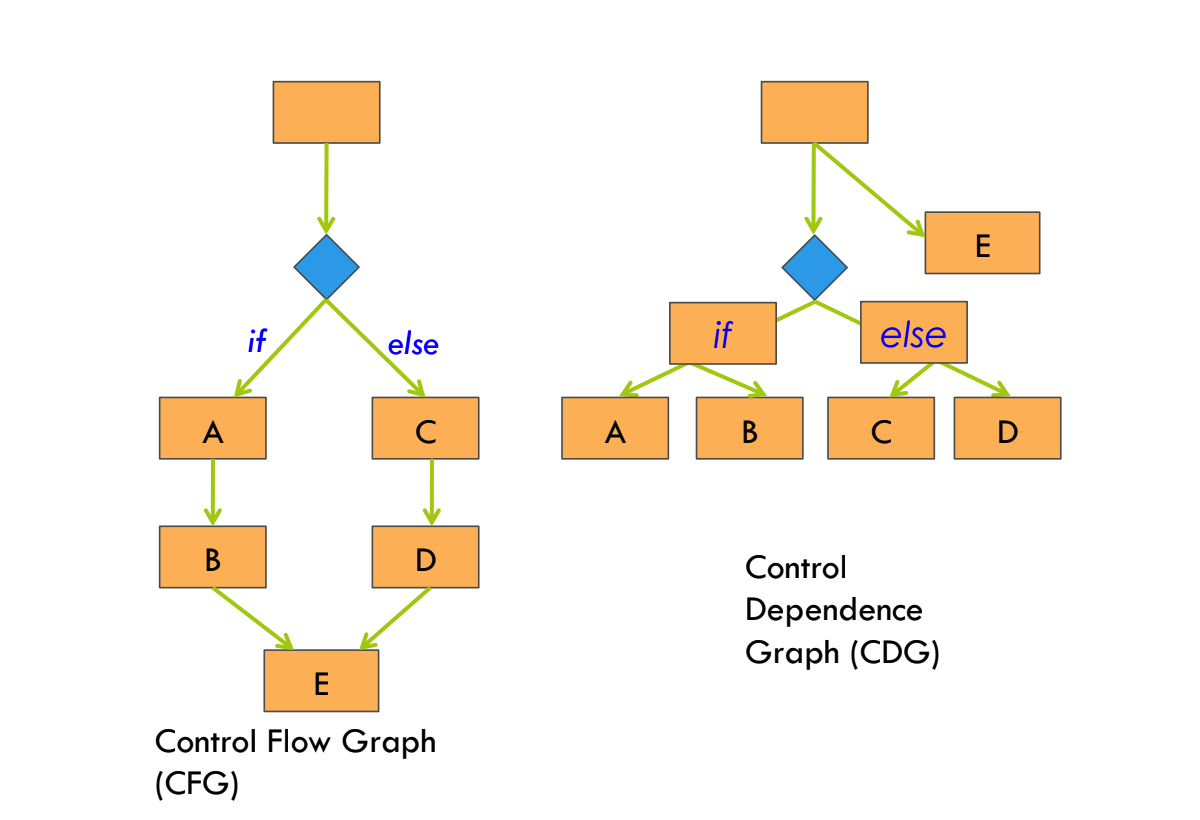 if
else
A
C
B
D
E
Control Flow Graph
(CFG)
E
if
else
A
B
C
D
Control
Dependence
Graph (CDG)